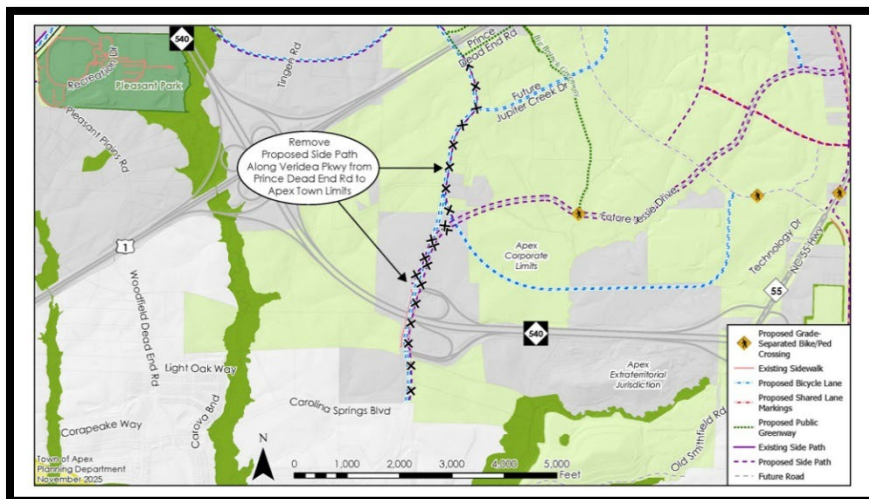 540
Tingen Rd
Prince
Dead End Rd
Recreation
Pleasant Park
Pleasant Plains Rd
Future
Jupiter Creek Dr
Remove
Proposed Side Path
Along Veridea Pkwy from
Prince Dead End Rd to
Apex Town Limits
Future Jessie Drive
1
Apex
Corporate
Limits
Technology Dr
NC 55 Hwy
55
Woodfield Dead End Rd
540
Light Oak Way
Apex
Extraterritorial
Jurisdiction
Carolina Springs Blvd
Carova Bnd
Corapeake Way
Old Smithfield Rd
Town of Apex
Planning Department
November 2025
N
0 1,000 2,000 3,000 4,000 5,000
Feet
Proposed Grade-
Separated Bike/Ped
Crossing
Existing Sidewalk
Proposed Bicycle Lane
Proposed Shared Lane
Markings
Proposed Public
Greenway
Existing Side Path
Proposed Side Path
Future Road